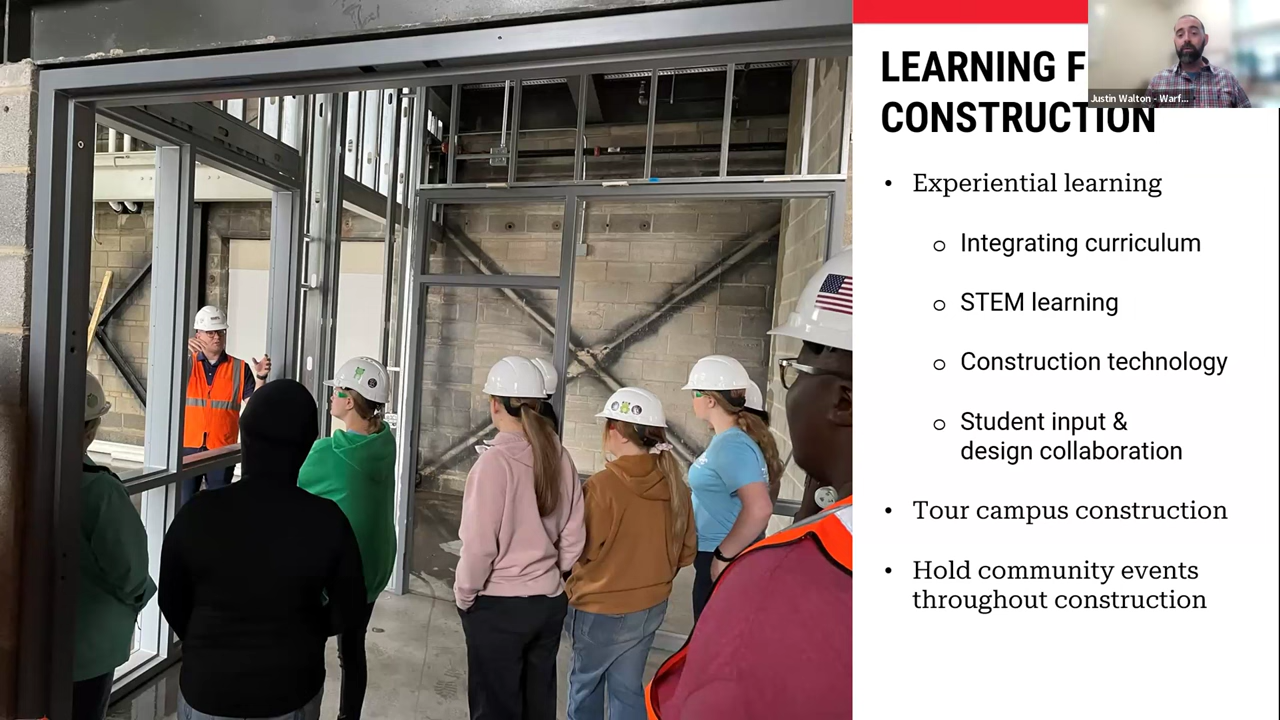 LEARNING F
CONSTRUCTION
Justin Walton - Warf...
• Experiential learning
o Integrating curriculum
o STEM learning
o Construction technology
o Student input &
design collaboration
• Tour campus construction
• Hold community events
throughout construction